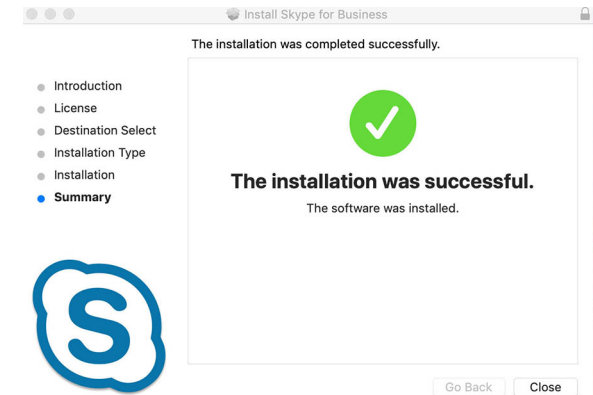 Install Skype for Business
The installation was completed successfully.
Introduction
License
Destination Select
Installation Type
Installation
Summary
The installation was successful.
The software was installed.
S
Go Back
Close